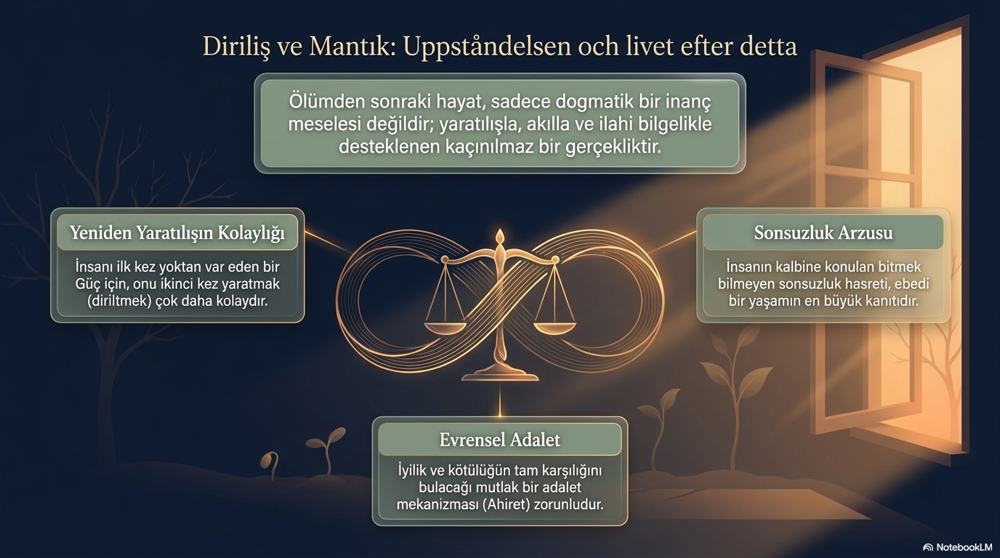 Diriliş ve Mantık: Uppståndelsen och livet efter detta
Ölümden sonraki hayat, sadece dogmatik bir inanç
meselesi değildir; yaratılışla, akılla ve ilahi bilgelikle
desteklenen kaçınılmaz bir gerçekliktir.
Yeniden Yaratılışın Kolaylığı
İnsanı ilk kez yoktan var eden bir
Güç için, onu ikinci kez yaratmak
(diriltmek) çok daha kolaydır.
Sonsuzluk Arzusu
İnsanın kalbine konulan bitmek
bilmeyen sonsuzluk hasreti, ebedi
bir yaşamın en büyük kanıtıdır.
Evrensel Adalet
İyilik ve kötülüğün tam karşılığını
bulacağı mutlak bir adalet
mekanizması (Ahiret) zorunludur.
NotebookLM